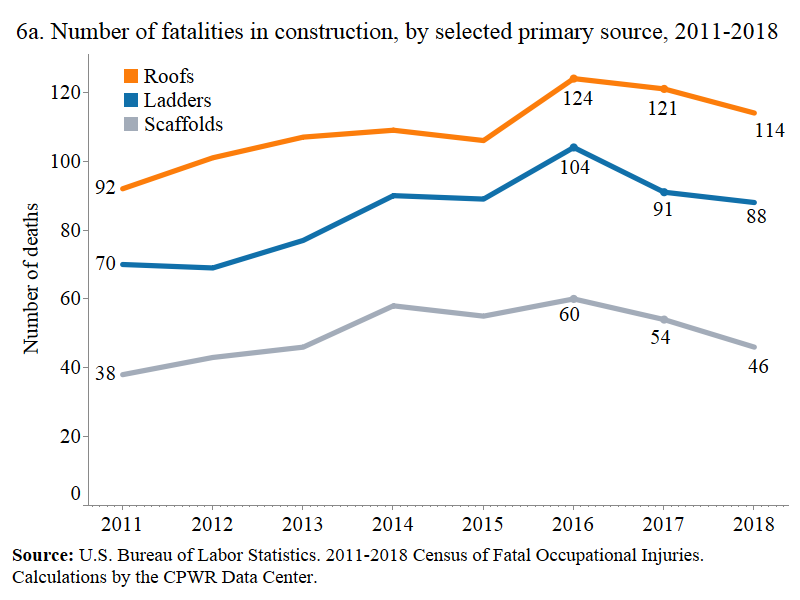 6a. Number of fatalities in construction, by selected primary source, 2011-2018
Roofs
Ladders
Scaffolds
Number of deaths
120
100
80
60
40
20
0
92
124
121
114
70
104
91
88
38
60
54
46
2011 2012 2013 2014 2015 2016 2017 2018
Source: U.S. Bureau of Labor Statistics. 2011-2018 Census of Fatal Occupational Injuries.
Calculations by the CPWR Data Center.